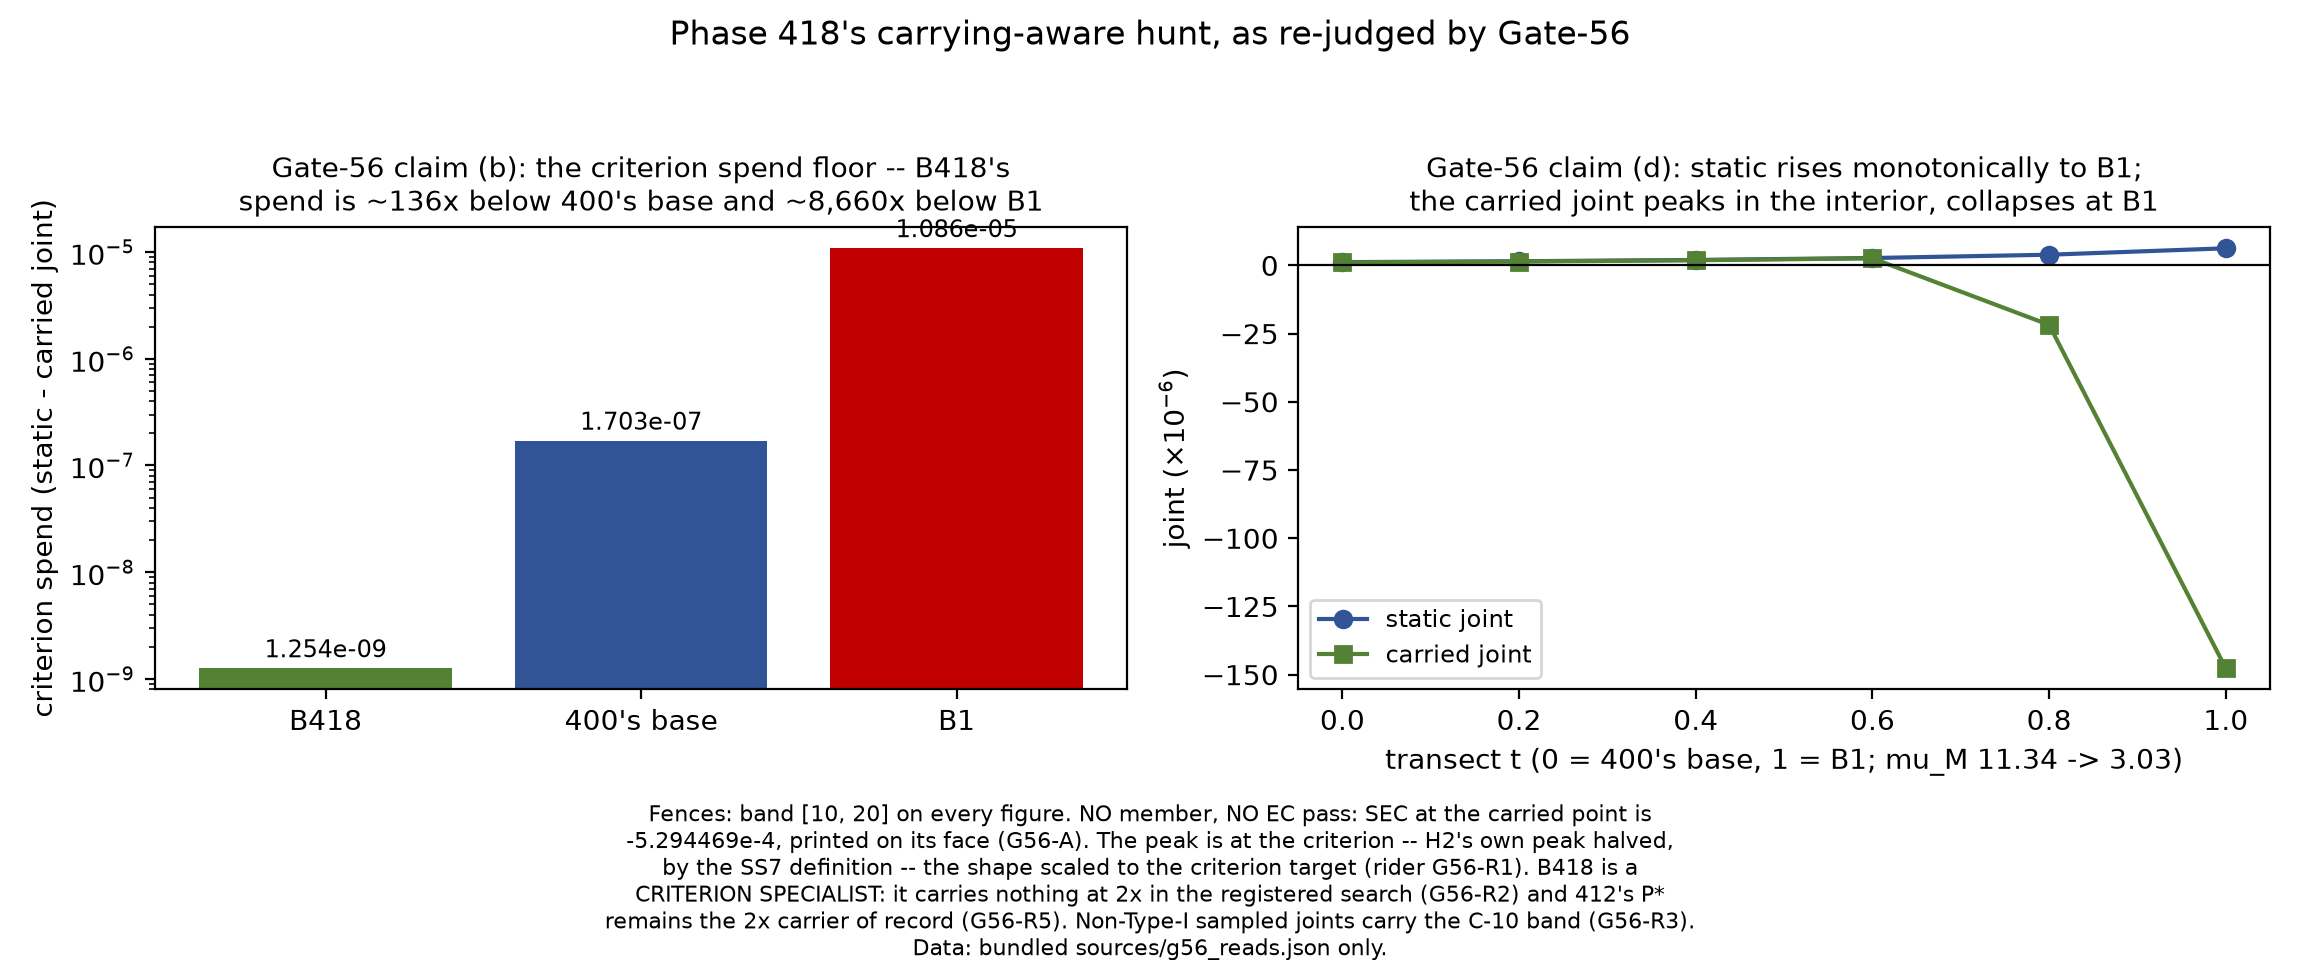 Phase 418's carrying-aware hunt, as re-judged by Gate-56
Gate-56 claim (b): the criterion spend floor -- B418's
spend is ~136x below 400's base and ~8,660x below B1
criterion spend (static - carried joint)
10⁻⁵
10⁻⁶
10⁻⁷
10⁻⁸
10⁻⁹
1.254e-09
1.703e-07
1.086e-05
B418
400's base
B1
Gate-56 claim (d): static rises monotonically to B1;
the carried joint peaks in the interior, collapses at B1
joint (×10⁻⁶)
0
−25
−50
−75
−100
−125
−150
static joint
carried joint
0.0
0.2
0.4
0.6
0.8
1.0
transect t (0 = 400's base, 1 = B1; mu_M 11.34 -> 3.03)
Fences: band [10, 20] on every figure. NO member, NO EC pass: SEC at the carried point is
-5.294469e-4, printed on its face (G56-A). The peak is at the criterion -- H2's own peak halved,
by the SS7 definition -- the shape scaled to the criterion target (rider G56-R1). B418 is a
CRITERION SPECIALIST: it carries nothing at 2x in the registered search (G56-R2) and 412's P*
remains the 2x carrier of record (G56-R5). Non-Type-I sampled joints carry the C-10 band (G56-R3).
Data: bundled sources/g56_reads.json only.